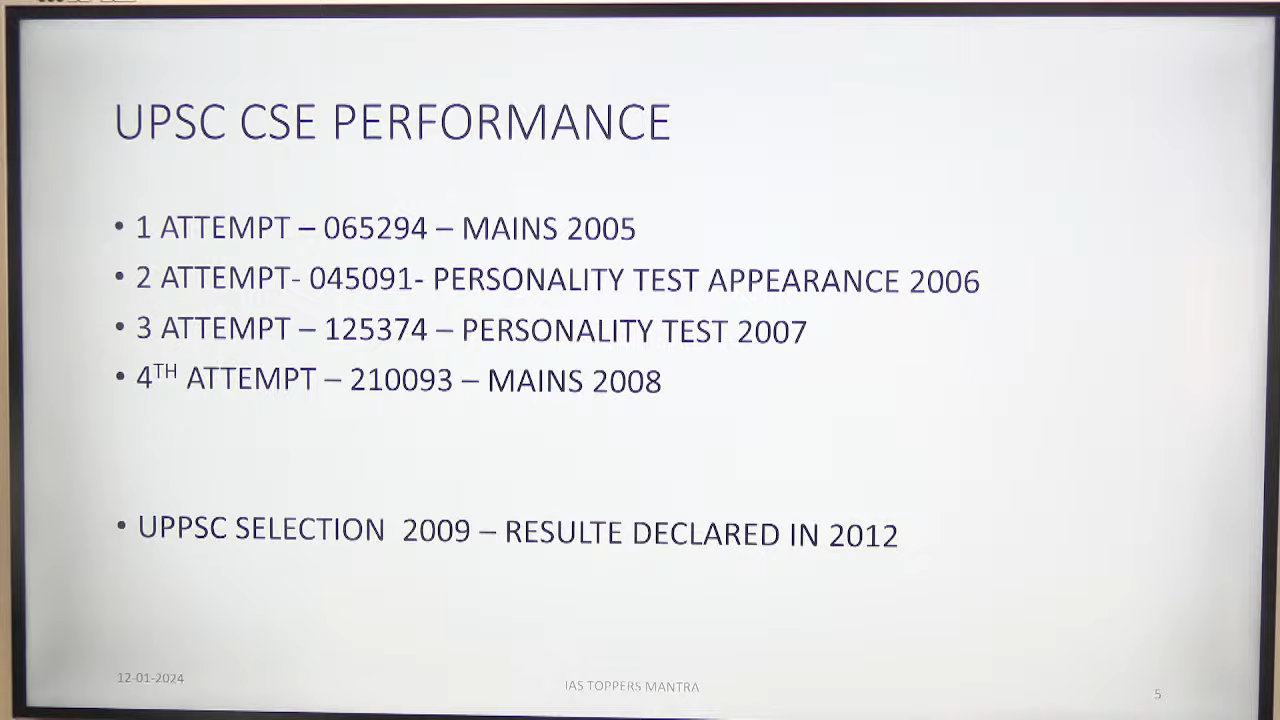 UPSC CSE PERFORMANCE
• 1 ATTEMPT – 065294 – MAINS 2005
• 2 ATTEMPT- 045091- PERSONALITY TEST APPEARANCE 2006
• 3 ATTEMPT – 125374 – PERSONALITY TEST 2007
• 4TH ATTEMPT – 210093 – MAINS 2008
• UPPSC SELECTION 2009 – RESULTE DECLARED IN 2012
12-01-2024
IAS TOPPERS MANTRA
5